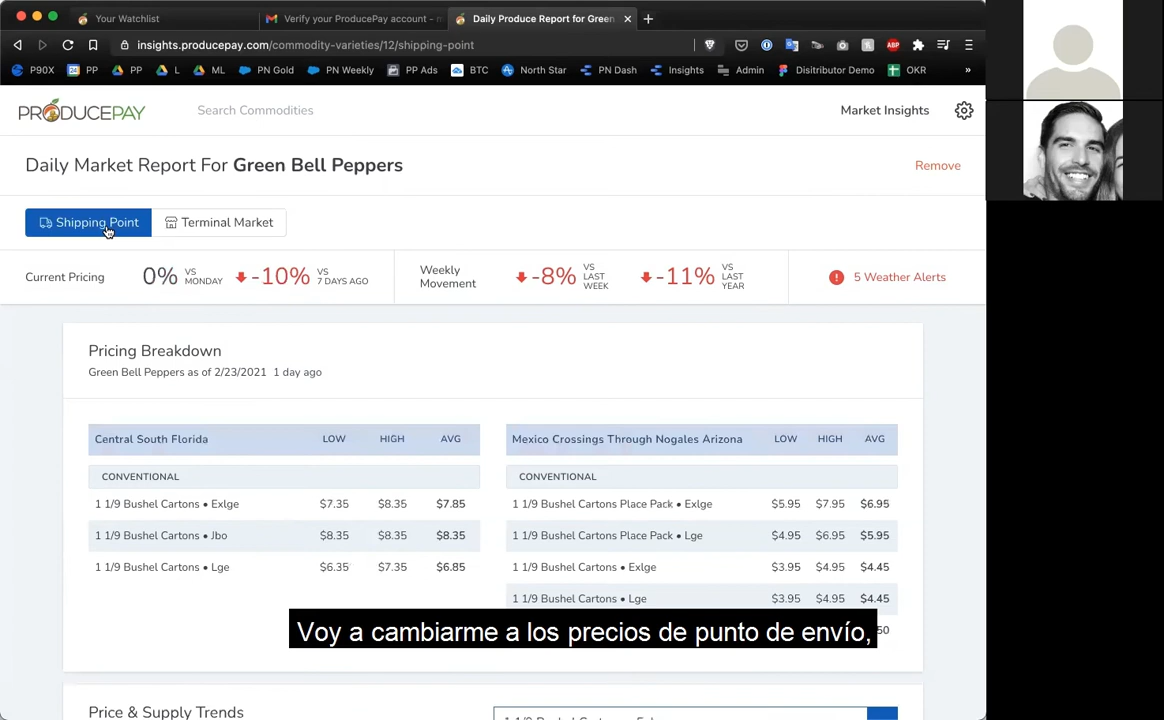 Your Watchlist
Verify your ProducePay account -
Daily Produce Report for Green
insights.producepay.com/commodity-varieties/12/shipping-point
P90X PP PP L ML PN Gold PN Weekly PP Ads BTC North Star PN Dash Insights Admin Disitributor Demo OKR »
PRODUCEPAY
Search Commodities
Market Insights
Daily Market Report For Green Bell Peppers
Remove
Shipping Point
Terminal Market
Current Pricing
0% VS MONDAY
-10% VS 7 DAYS AGO
Weekly Movement
-8% VS LAST WEEK
-11% VS LAST YEAR
5 Weather Alerts
Pricing Breakdown
Green Bell Peppers as of 2/23/2021 1 day ago
Central South Florida LOW HIGH AVG
CONVENTIONAL
1 1/9 Bushel Cartons • Exlge $7.35 $8.35 $7.85
1 1/9 Bushel Cartons • Jbo $8.35 $8.35 $8.35
1 1/9 Bushel Cartons • Lge $6.35 $7.35 $6.85
Mexico Crossings Through Nogales Arizona LOW HIGH AVG
CONVENTIONAL
1 1/9 Bushel Cartons Place Pack • Exlge $5.95 $7.95 $6.95
1 1/9 Bushel Cartons Place Pack • Lge $4.95 $6.95 $5.95
1 1/9 Bushel Cartons • Exlge $3.95 $4.95 $4.45
1 1/9 Bushel Cartons • Lge $3.95 $4.95 $4.45
50
Voy a cambiarme a los precios de punto de envío,
Price & Supply Trends